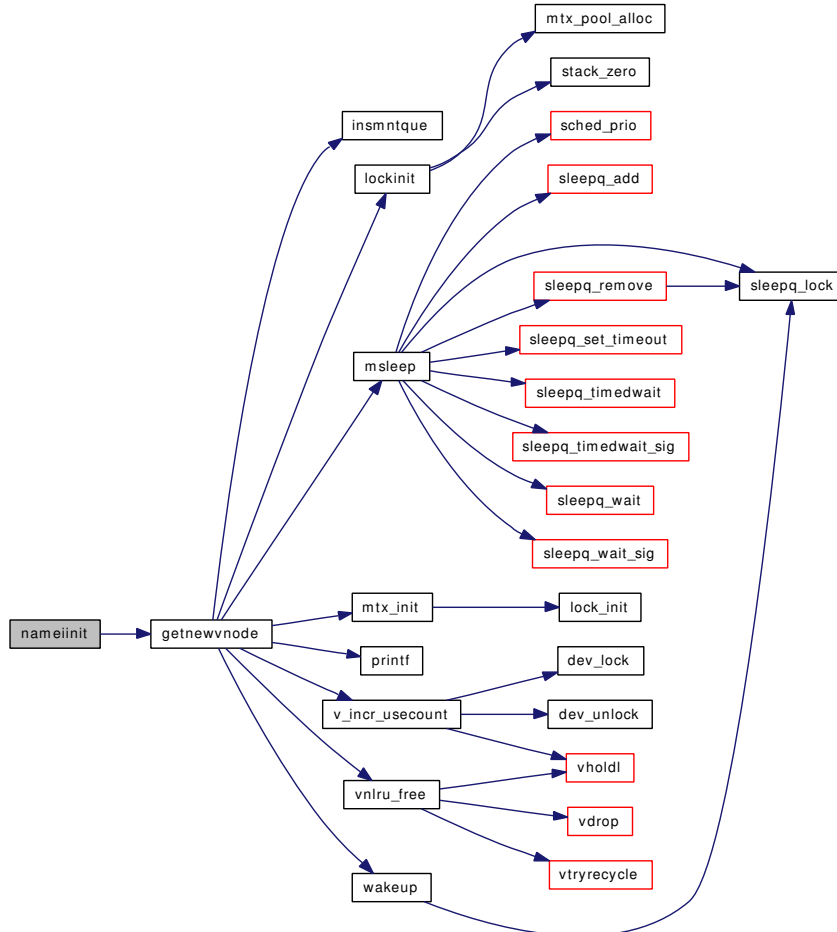 mtx_pool_alloc
stack_zero
insmntque
sched_prio
lockinit
sleepq_add
sleepq_remove
sleepq_lock
sleepq_set_timeout
msleep
sleepq_timedwait
sleepq_timedwait_sig
sleepq_wait
sleepq_wait_sig
mtx_init
lock_init
nameiinit
getnewvnode
printf
dev_lock
v_incr_usecount
dev_unlock
vholdl
vnlru_free
vdrop
vtryrecycle
wakeup